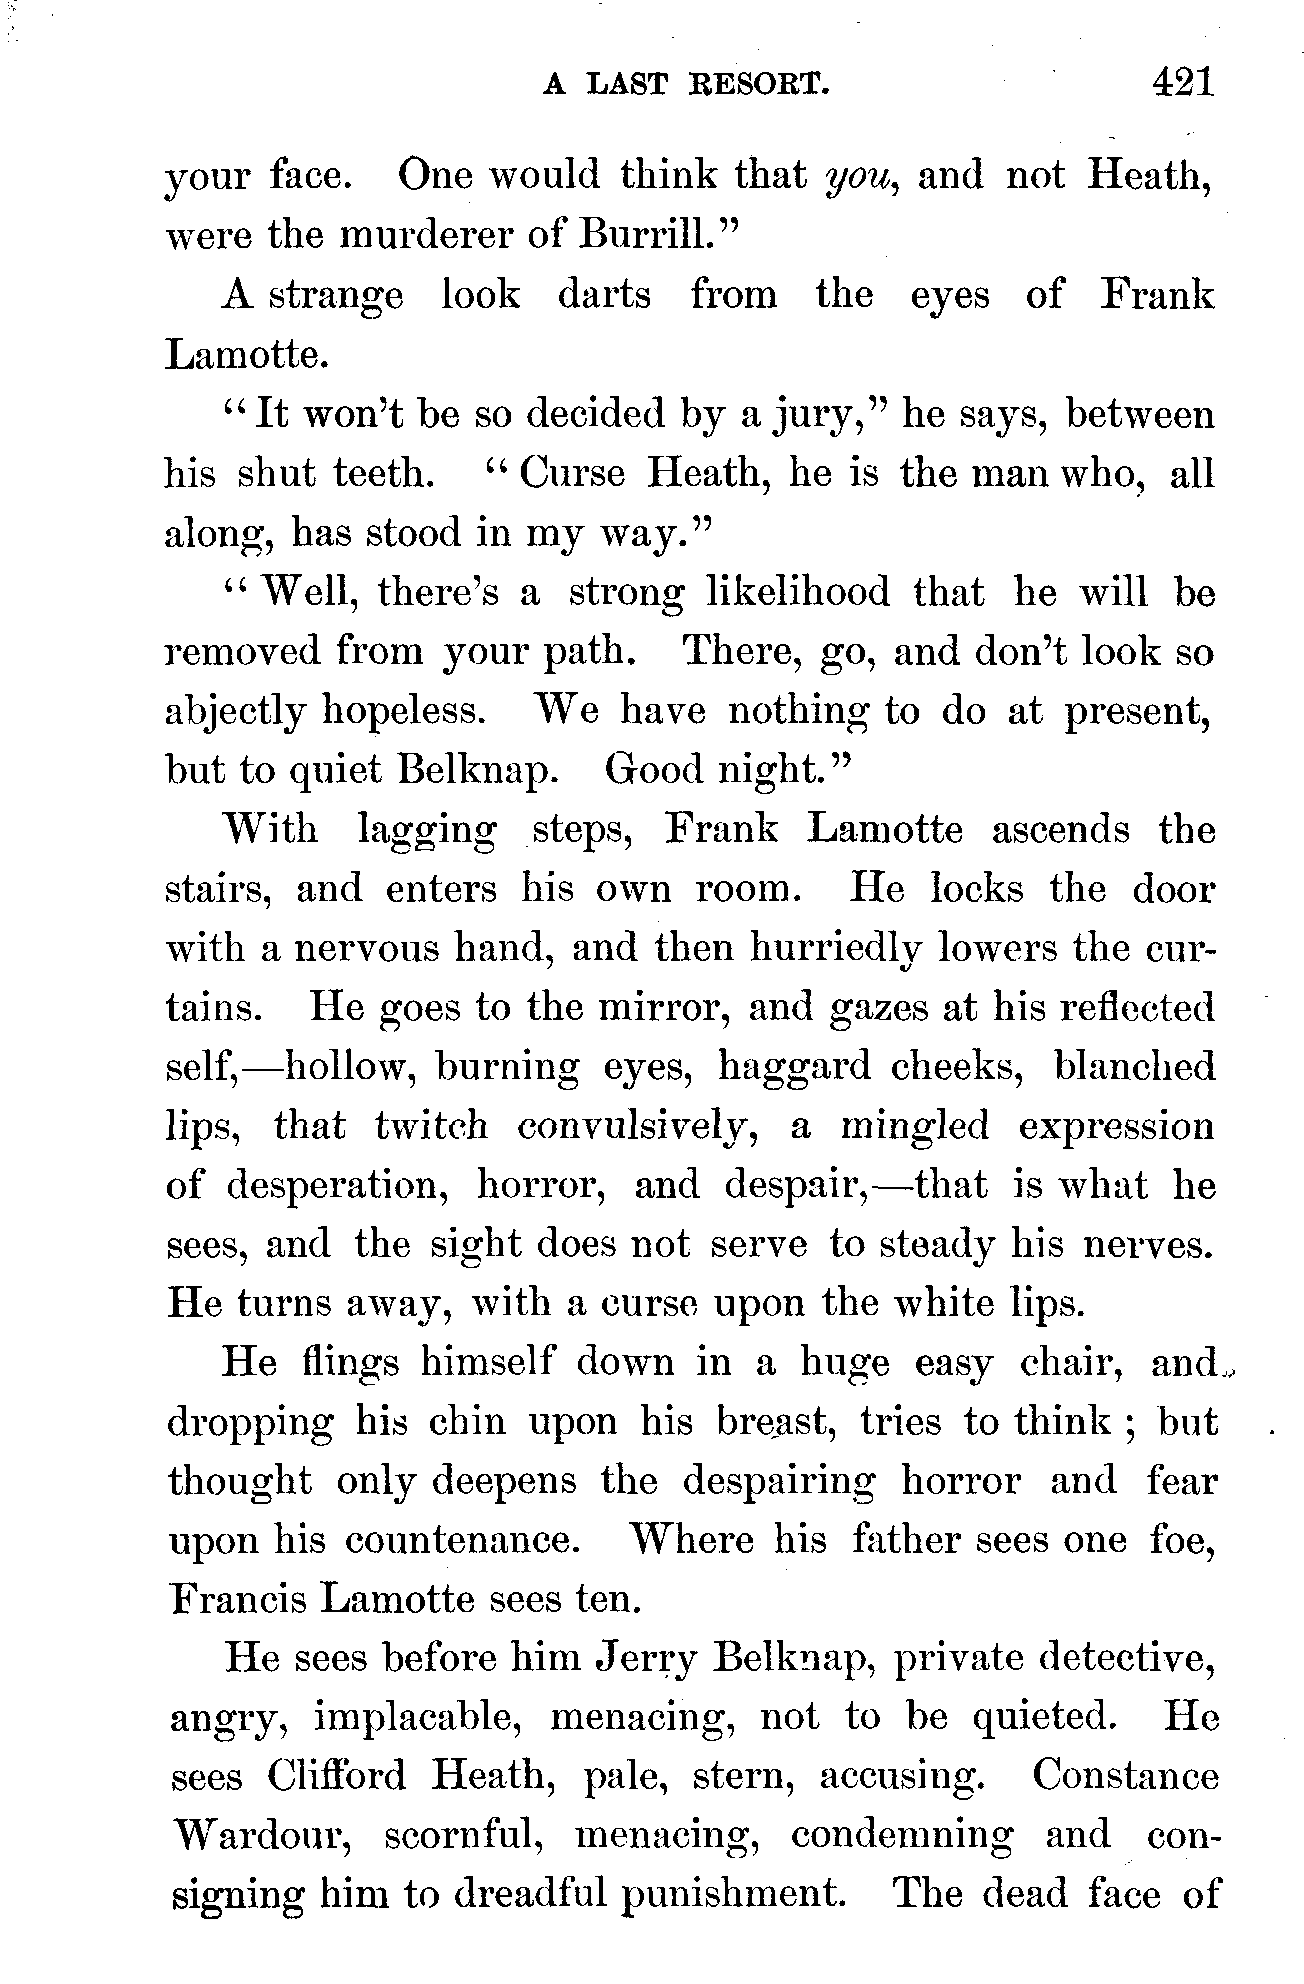 A LAST RESORT. 421
your face. One would think that you, and not Heath,
were the murderer of Burrill."
A strange look darts from the eyes of Frank
Lamotte.
"It won't be so decided by a jury," he says, between
his shut teeth. "Curse Heath, he is the man who, all
along, has stood in my way."
"Well, there's a strong likelihood that he will be
removed from your path. There, go, and don't look so
abjectly hopeless. We have nothing to do at present,
but to quiet Belknap. Good night."
With lagging steps, Frank Lamotte ascends the
stairs, and enters his own room. He locks the door
with a nervous hand, and then hurriedly lowers the cur-
tains. He goes to the mirror, and gazes at his reflected
self,—hollow, burning eyes, haggard cheeks, blanched
lips, that twitch convulsively, a mingled expression
of desperation, horror, and despair,—that is what he
sees, and the sight does not serve to steady his nerves.
He turns away, with a curse upon the white lips.
He flings himself down in a huge easy chair, and,
dropping his chin upon his breast, tries to think; but
thought only deepens the despairing horror and fear
upon his countenance. Where his father sees one foe,
Francis Lamotte sees ten.
He sees before him Jerry Belknap, private detective,
angry, implacable, menacing, not to be quieted. He
sees Clifford Heath, pale, stern, accusing. Constance
Wardour, scornful, menacing, condemning and con-
signing him to dreadful punishment. The dead face of